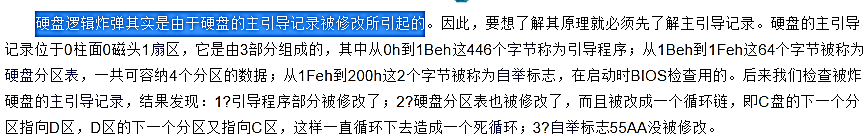 硬盘逻辑炸弹其实是由于硬盘的主引导记录被修改所引起的。因此，要想了解其原理就必须先了解主引导记录。硬盘的主引导
记录位于0柱面0磁头1扇区，它是由3部分组成的，其中从0h到1Beh这446个字节称为引导程序；从1Beh到1Feh这64个字节被称为
硬盘分区表，一共可容纳4个分区的数据；从1Feh到200h这2个字节被称为自举标志，在启动时BIOS检查用的。后来我们检查被炸
硬盘的主引导记录，结果发现：1?引导程序部分被修改了；2?硬盘分区表也被修改了，而且被改成一个循环链，即C盘的下一个分
区指向D区，D区的下一个分区又指向C区，这样一直循环下去造成一个死循环；3?自举标志55AA没被修改。